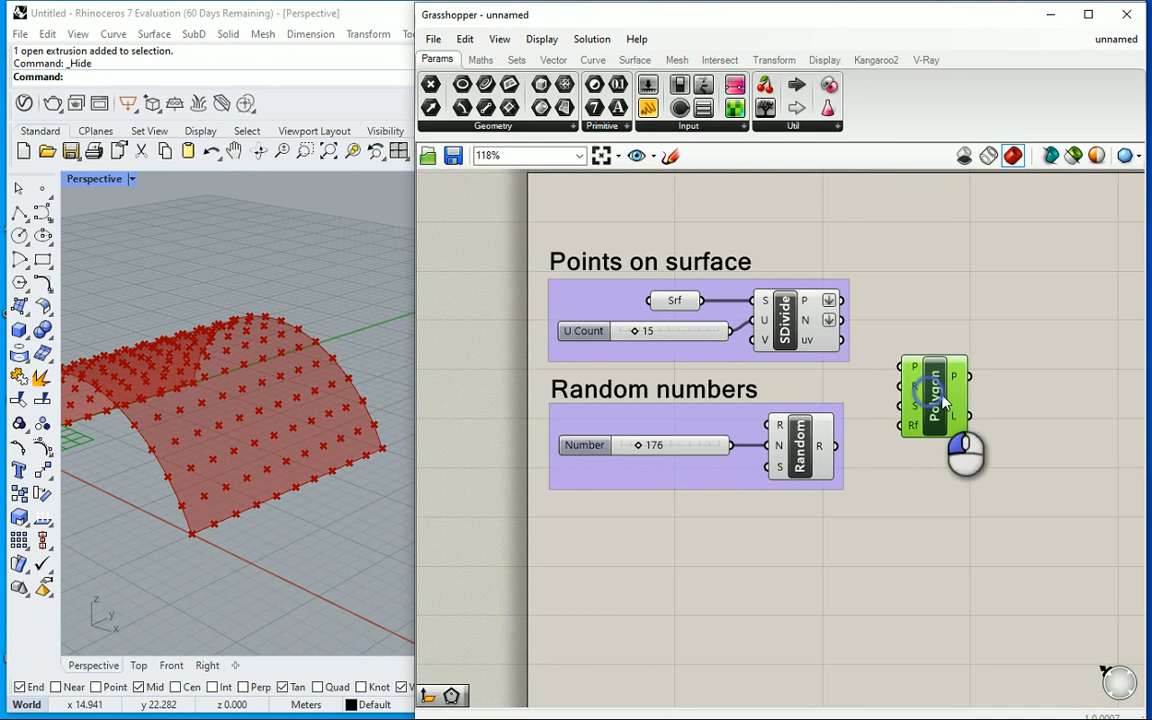 Untitled - Rhinoceros 7 Evaluation (60 Days Remaining) - [Perspective]
File Edit View Curve Surface SubD Solid Mesh Dimension Transform To
1 open extrusion added to selection.
Command: _Hide
Command:
Standard CPlanes Set View Display Select Viewport Layout Visibility
Perspective
z
y
x
Perspective Top Front Right
End Near Point Mid Cen Int Perp Tan Quad Knot V
World x 14.941 y 22.282 z 0.000 Meters Default
Grasshopper - unnamed
File Edit View Display Solution Help unnamed
Params Maths Sets Vector Curve Surface Mesh Intersect Transform Display Kangaroo2 V-Ray
Geometry Primitive Input Util
118%
Points on surface
Srf
U Count 15
S U V SDivide P N uv
Random numbers
Number 176
R N S Random R
P R S Rf Polygon P L
1.0.0007